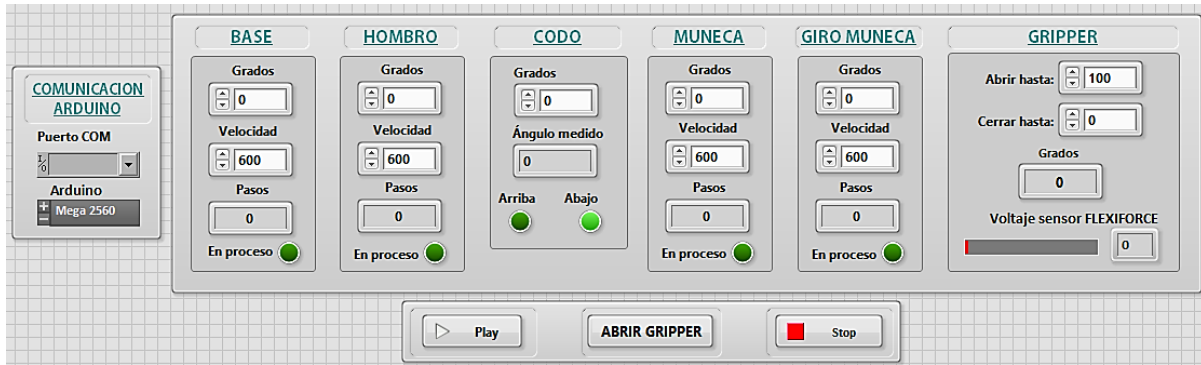 COMUNICACION
ARDUINO
Puerto COM
I/O
Arduino
Mega 2560
BASE
Grados
0
Velocidad
600
Pasos
0
En proceso
HOMBRO
Grados
0
Velocidad
600
Pasos
0
En proceso
CODO
Grados
0
Ángulo medido
0
Arriba Abajo
MUNECA
Grados
0
Velocidad
600
Pasos
0
En proceso
GIRO MUNECA
Grados
0
Velocidad
600
Pasos
0
En proceso
GRIPPER
Abrir hasta: 100
Cerrar hasta: 0
Grados
0
Voltaje sensor FLEXIFORCE
0
Play ABRIR GRIPPER Stop